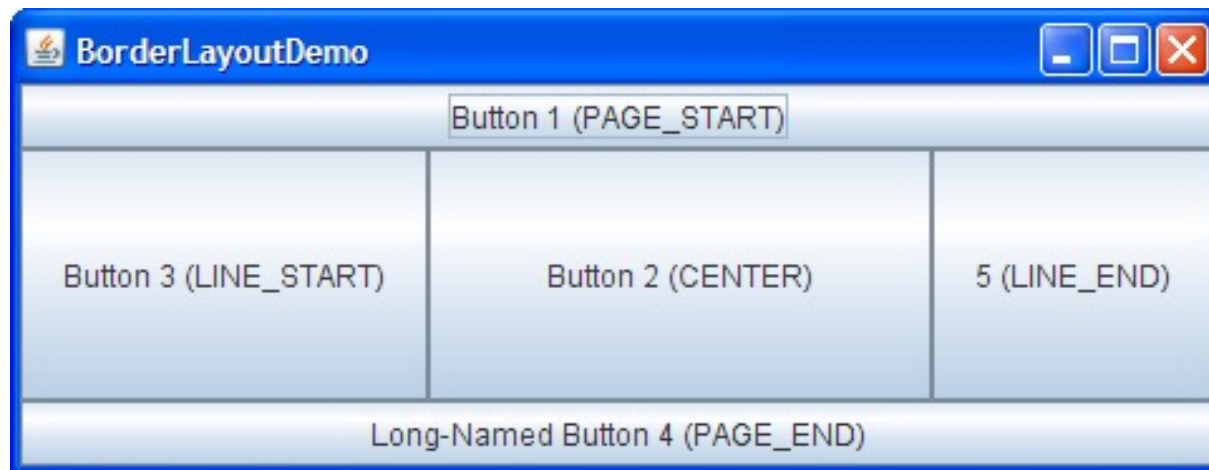 BorderLayoutDemo
Button 1 (PAGE_START)
Button 3 (LINE_START)
Button 2 (CENTER)
5 (LINE_END)
Long-Named Button 4 (PAGE_END)